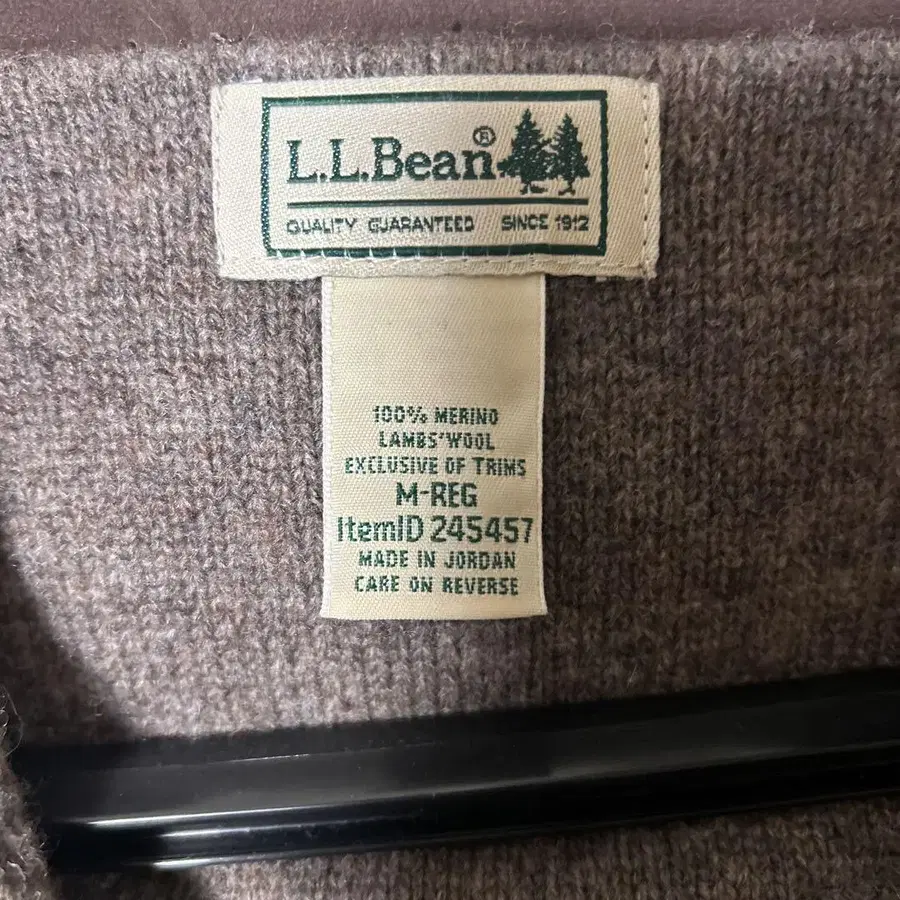 L.L.Bean®
QUALITY GUARANTEED SINCE 1912
100% MERINO
LAMBS'WOOL
EXCLUSIVE OF TRIMS
M-REG
ItemID 245457
MADE IN JORDAN
CARE ON REVERSE